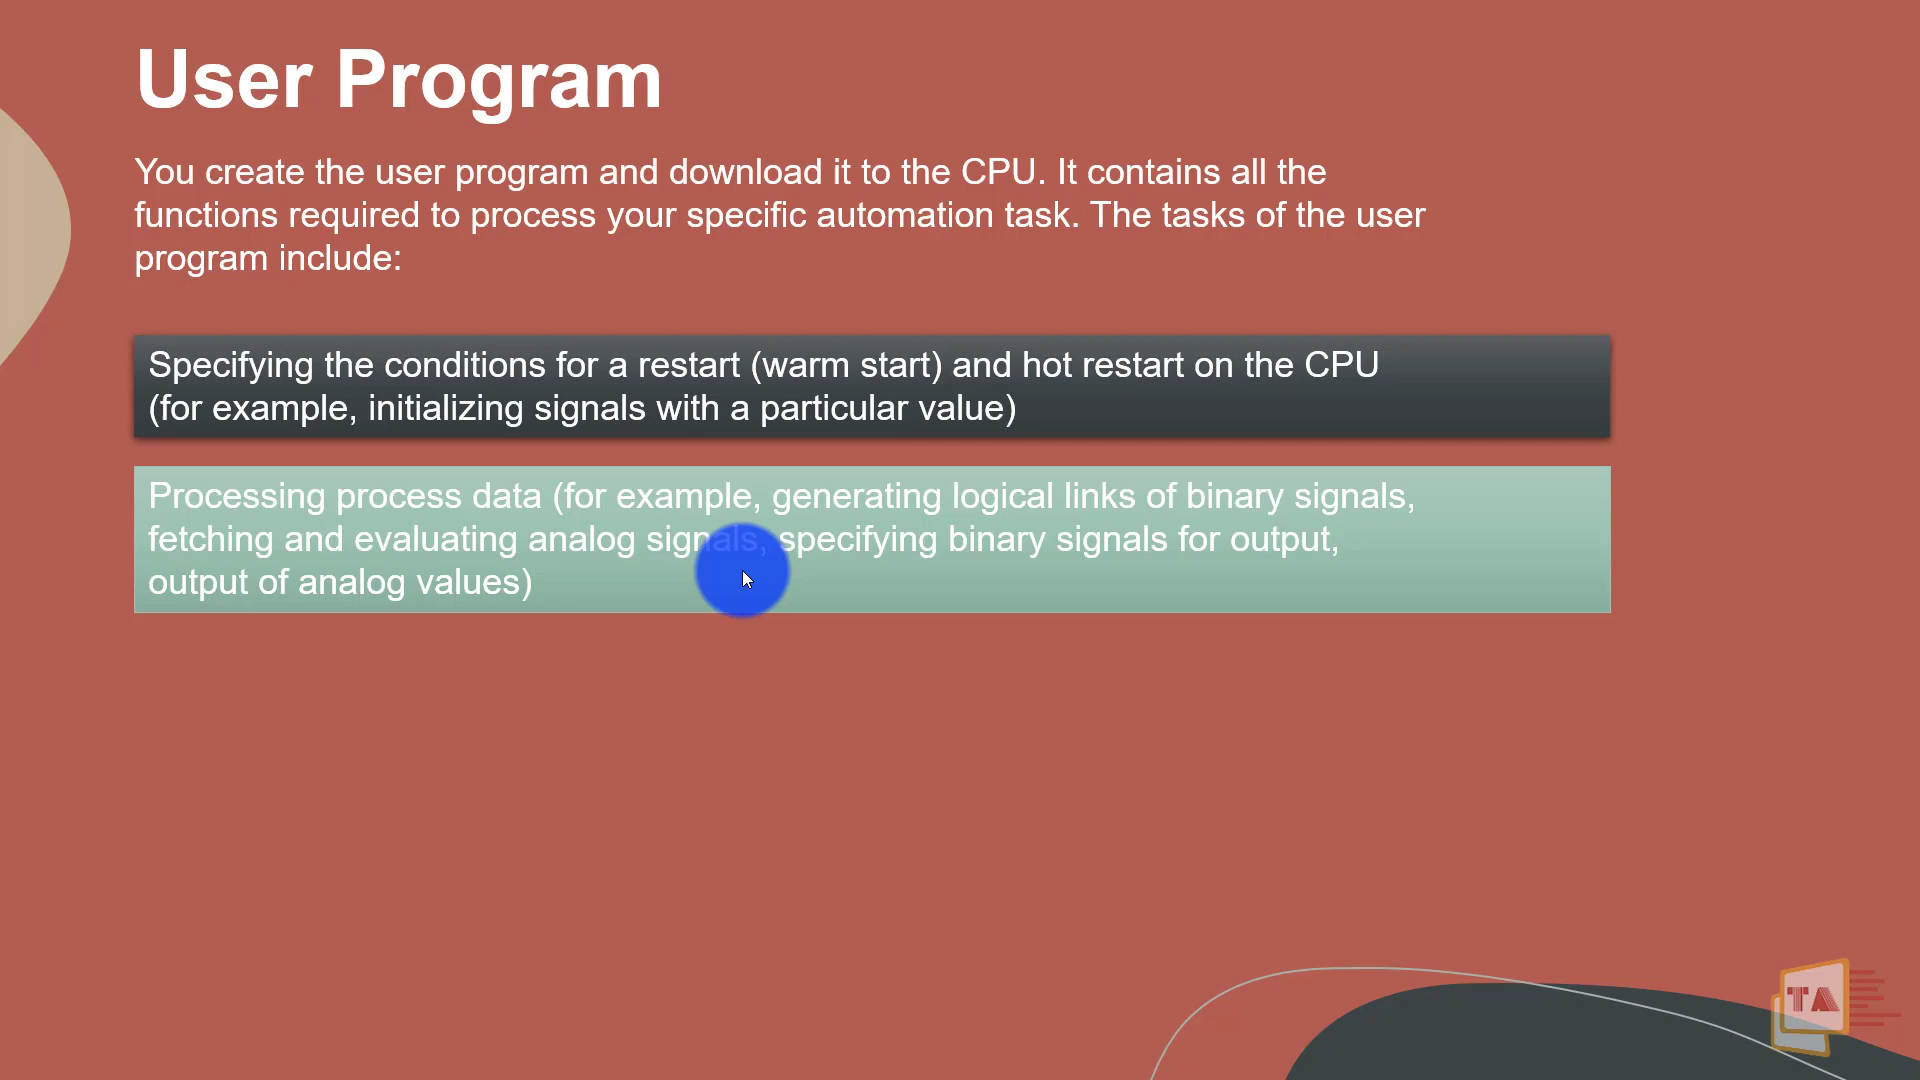 User Program
You create the user program and download it to the CPU. It contains all the
functions required to process your specific automation task. The tasks of the user
program include:
Specifying the conditions for a restart (warm start) and hot restart on the CPU
(for example, initializing signals with a particular value)
Processing process data (for example, generating logical links of binary signals,
fetching and evaluating analog signals, specifying binary signals for output,
output of analog values)
TA